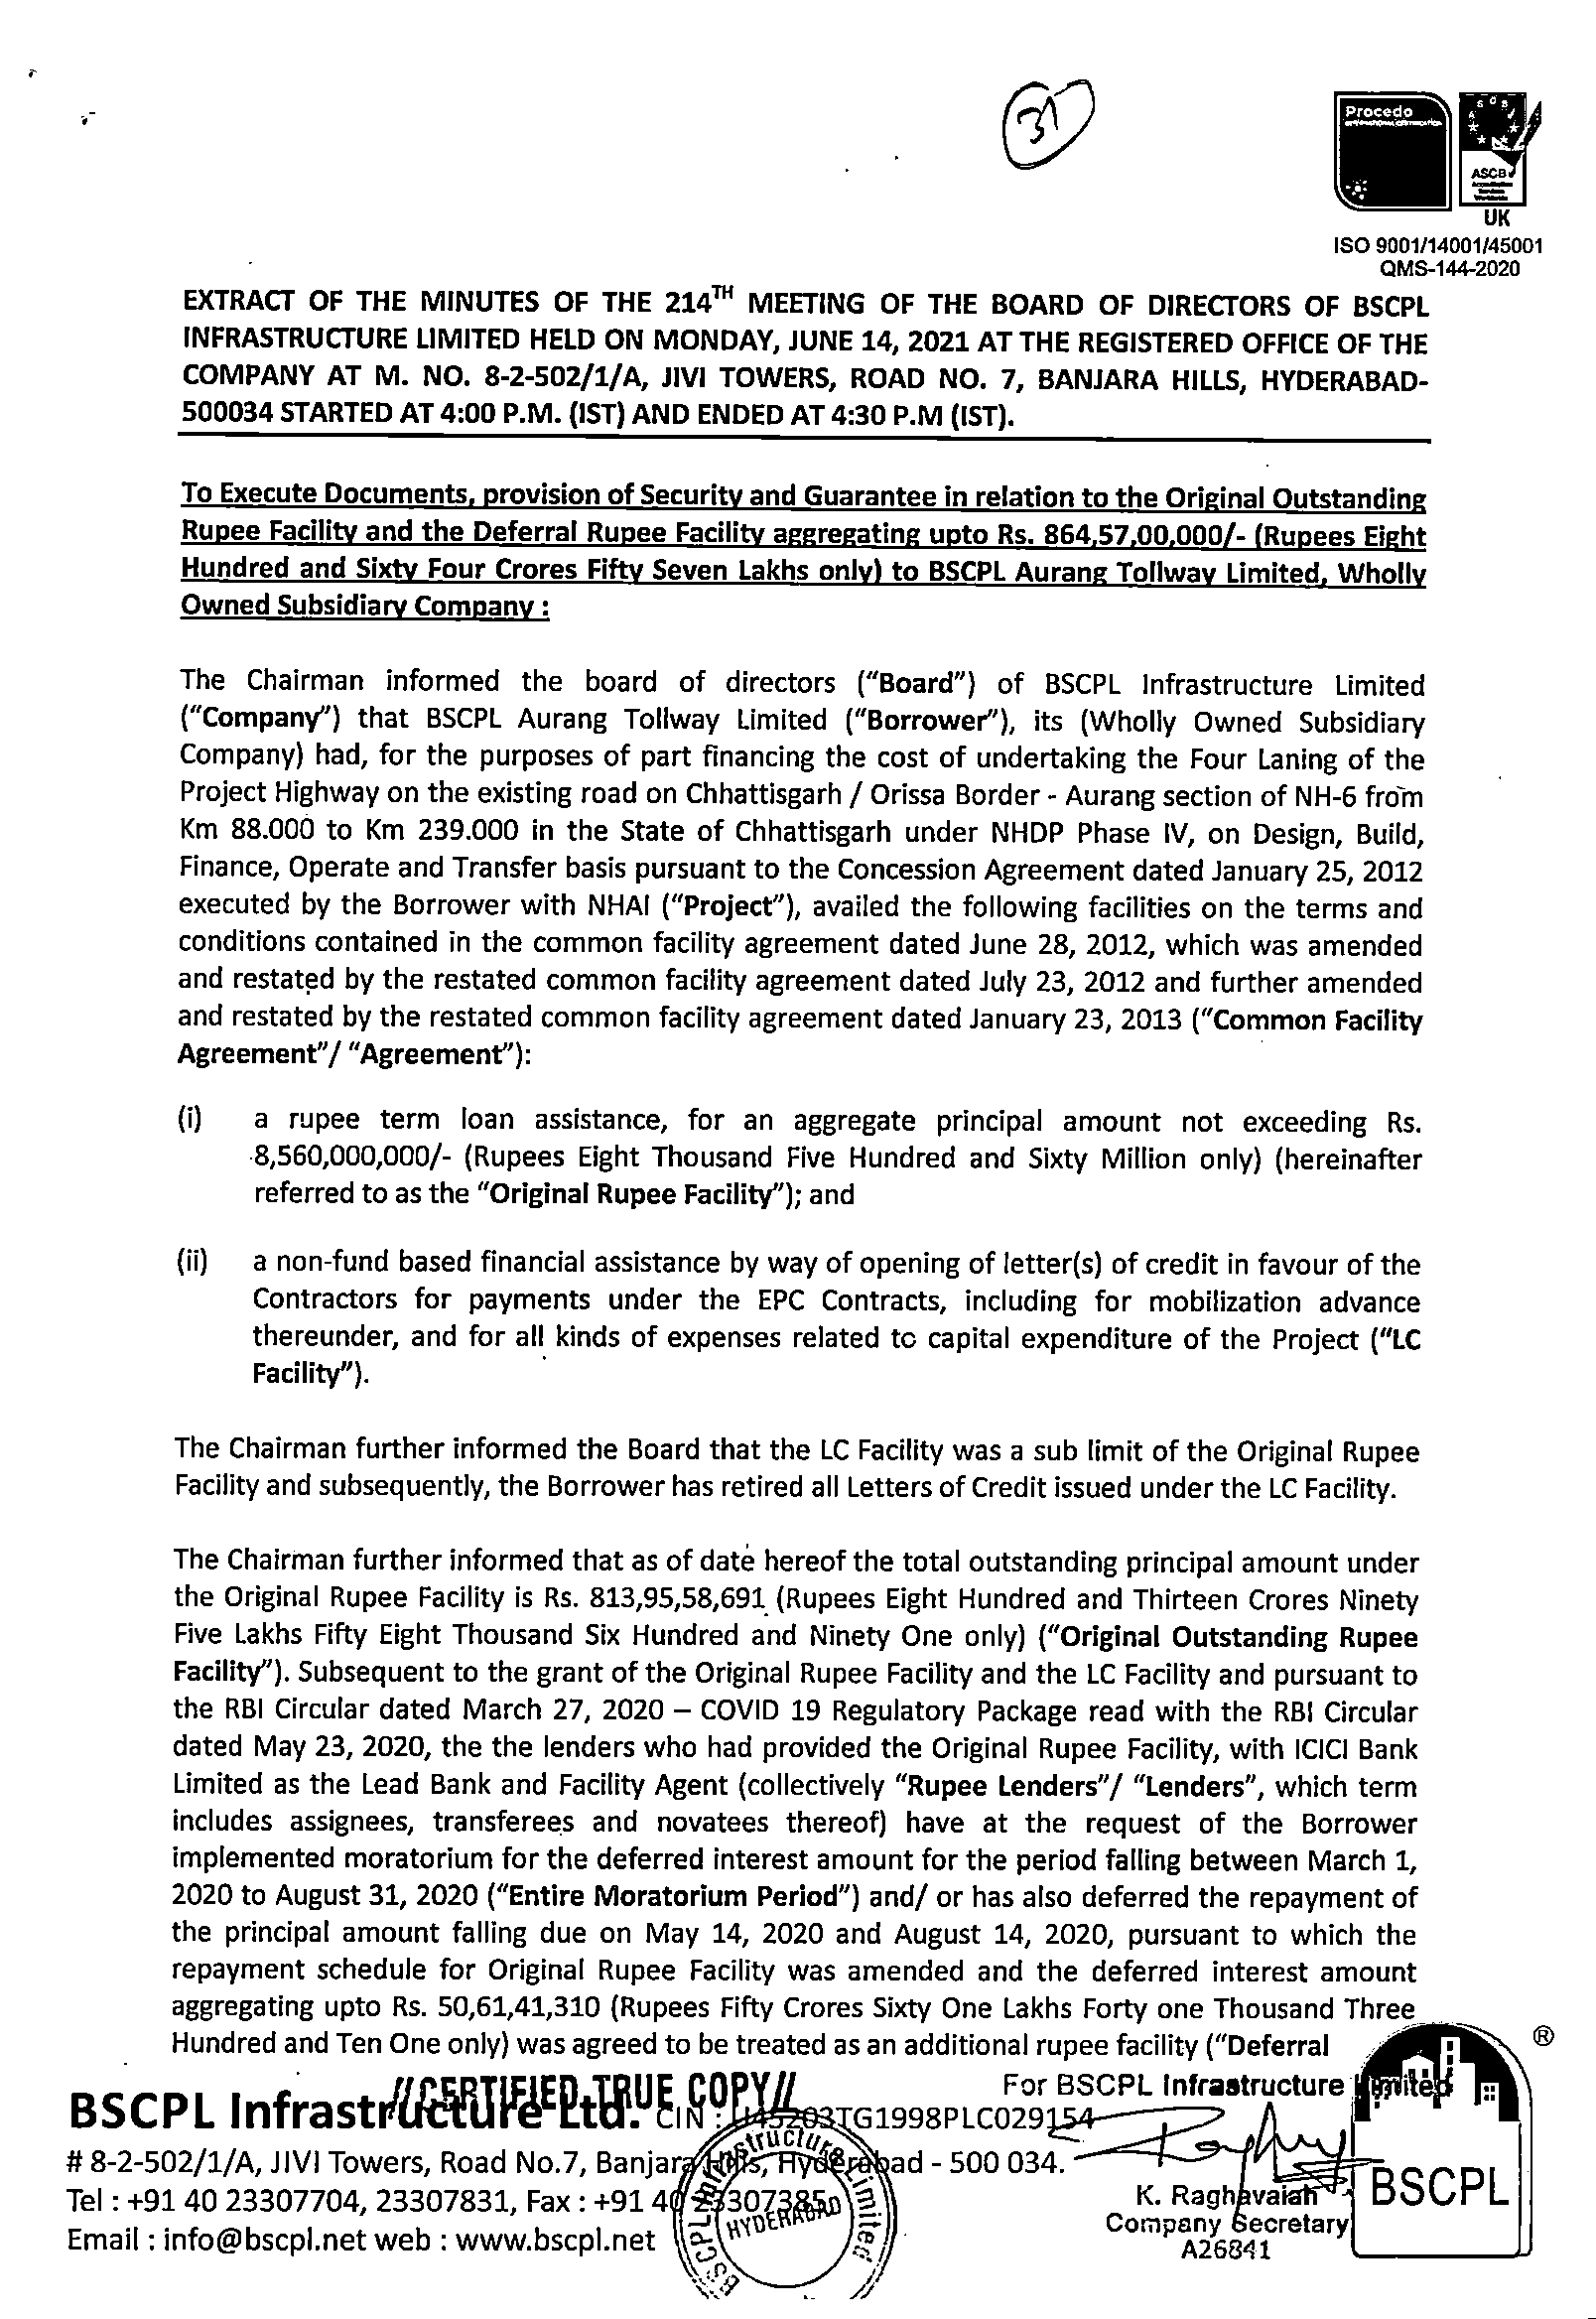 31
Procedo
SGS
ASCB
Accreditation
Services
Worldwide
UK
ISO 9001/14001/45001
QMS-144-2020
EXTRACT OF THE MINUTES OF THE 214TH MEETING OF THE BOARD OF DIRECTORS OF BSCPL
INFRASTRUCTURE LIMITED HELD ON MONDAY, JUNE 14, 2021 AT THE REGISTERED OFFICE OF THE
COMPANY AT M. NO. 8-2-502/1/A, JIVI TOWERS, ROAD NO. 7, BANJARA HILLS, HYDERABAD-
500034 STARTED AT 4:00 P.M. (IST) AND ENDED AT 4:30 P.M (IST).
To Execute Documents, provision of Security and Guarantee in relation to the Original Outstanding
Rupee Facility and the Deferral Rupee Facility aggregating upto Rs. 864,57,00,000/- (Rupees Eight
Hundred and Sixty Four Crores Fifty Seven Lakhs only) to BSCPL Aurang Tollway Limited, Wholly
Owned Subsidiary Company :
The Chairman informed the board of directors (“Board”) of BSCPL Infrastructure Limited
(“Company”) that BSCPL Aurang Tollway Limited (“Borrower”), its (Wholly Owned Subsidiary
Company) had, for the purposes of part financing the cost of undertaking the Four Laning of the
Project Highway on the existing road on Chhattisgarh / Orissa Border - Aurang section of NH-6 from
Km 88.000 to Km 239.000 in the State of Chhattisgarh under NHDP Phase IV, on Design, Build,
Finance, Operate and Transfer basis pursuant to the Concession Agreement dated January 25, 2012
executed by the Borrower with NHAI (“Project”), availed the following facilities on the terms and
conditions contained in the common facility agreement dated June 28, 2012, which was amended
and restated by the restated common facility agreement dated July 23, 2012 and further amended
and restated by the restated common facility agreement dated January 23, 2013 (“Common Facility
Agreement”/ “Agreement”):
(i) a rupee term loan assistance, for an aggregate principal amount not exceeding Rs.
8,560,000,000/- (Rupees Eight Thousand Five Hundred and Sixty Million only) (hereinafter
referred to as the “Original Rupee Facility”); and
(ii) a non-fund based financial assistance by way of opening of letter(s) of credit in favour of the
Contractors for payments under the EPC Contracts, including for mobilization advance
thereunder, and for all kinds of expenses related to capital expenditure of the Project (“LC
Facility”).
The Chairman further informed the Board that the LC Facility was a sub limit of the Original Rupee
Facility and subsequently, the Borrower has retired all Letters of Credit issued under the LC Facility.
The Chairman further informed that as of date hereof the total outstanding principal amount under
the Original Rupee Facility is Rs. 813,95,58,691 (Rupees Eight Hundred and Thirteen Crores Ninety
Five Lakhs Fifty Eight Thousand Six Hundred and Ninety One only) (“Original Outstanding Rupee
Facility”). Subsequent to the grant of the Original Rupee Facility and the LC Facility and pursuant to
the RBI Circular dated March 27, 2020 – COVID 19 Regulatory Package read with the RBI Circular
dated May 23, 2020, the the lenders who had provided the Original Rupee Facility, with ICICI Bank
Limited as the Lead Bank and Facility Agent (collectively “Rupee Lenders”/ “Lenders”, which term
includes assignees, transferees and novatees thereof) have at the request of the Borrower
implemented moratorium for the deferred interest amount for the period falling between March 1,
2020 to August 31, 2020 (“Entire Moratorium Period”) and/ or has also deferred the repayment of
the principal amount falling due on May 14, 2020 and August 14, 2020, pursuant to which the
repayment schedule for Original Rupee Facility was amended and the deferred interest amount
aggregating upto Rs. 50,61,41,310 (Rupees Fifty Crores Sixty One Lakhs Forty one Thousand Three
Hundred and Ten One only) was agreed to be treated as an additional rupee facility (“Deferral
//CERTIFIED TRUE COPY//
For BSCPL Infrastructure Limited
BSCPL Infrastructure Ltd. CIN : U45203TG1998PLC029154
# 8-2-502/1/A, JIVI Towers, Road No.7, Banjara Hills, Hyderabad - 500 034.
Tel : +91 40 23307704, 23307831, Fax : +91 40 23307385
Email : info@bscpl.net web : www.bscpl.net
BSCPL Infrastructure Limited
HYDERABAD
K. Raghavaiah
Company Secretary
A26841
BSCPL
®